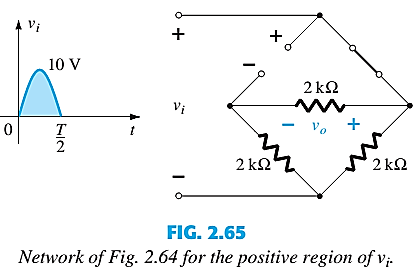 vᵢ
10 V
0
T
2
t
+
vᵢ
−
+
−
2 kΩ
− vₒ +
2 kΩ
2 kΩ
FIG. 2.65
Network of Fig. 2.64 for the positive region of vᵢ.